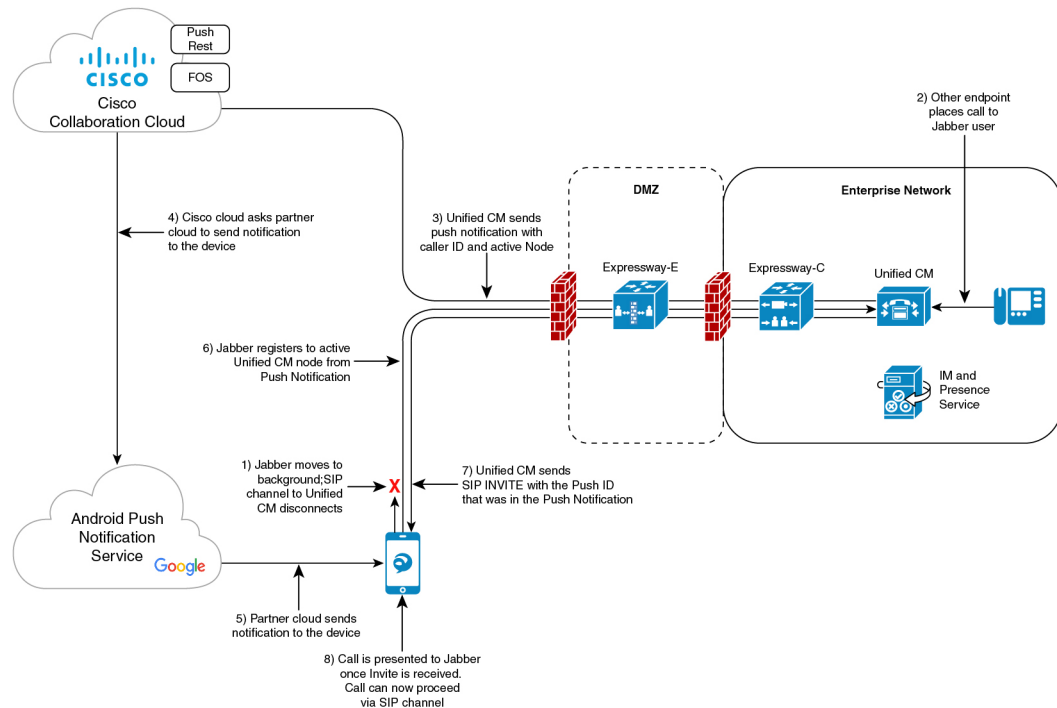 Push
Rest
FOS
CISCO
Cisco
Collaboration Cloud
2) Other endpoint
places call to
Jabber user
DMZ
Enterprise Network
4) Cisco cloud asks partner
cloud to send notification
to the device
3) Unified CM sends
push notification with
caller ID and active Node
Expressway-E
Expressway-C
Unified CM
6) Jabber registers to active
Unified CM node from
Push Notification
IM and
Presence
Service
1) Jabber moves to
background;SIP
channel to Unified
CM disconnects
X
7) Unified CM sends
SIP INVITE with the Push ID
that was in the Push Notification
Android Push
Notification
Service
Google
5) Partner cloud sends
notification to the device
8) Call is presented to Jabber
once Invite is received.
Call can now proceed
via SIP channel